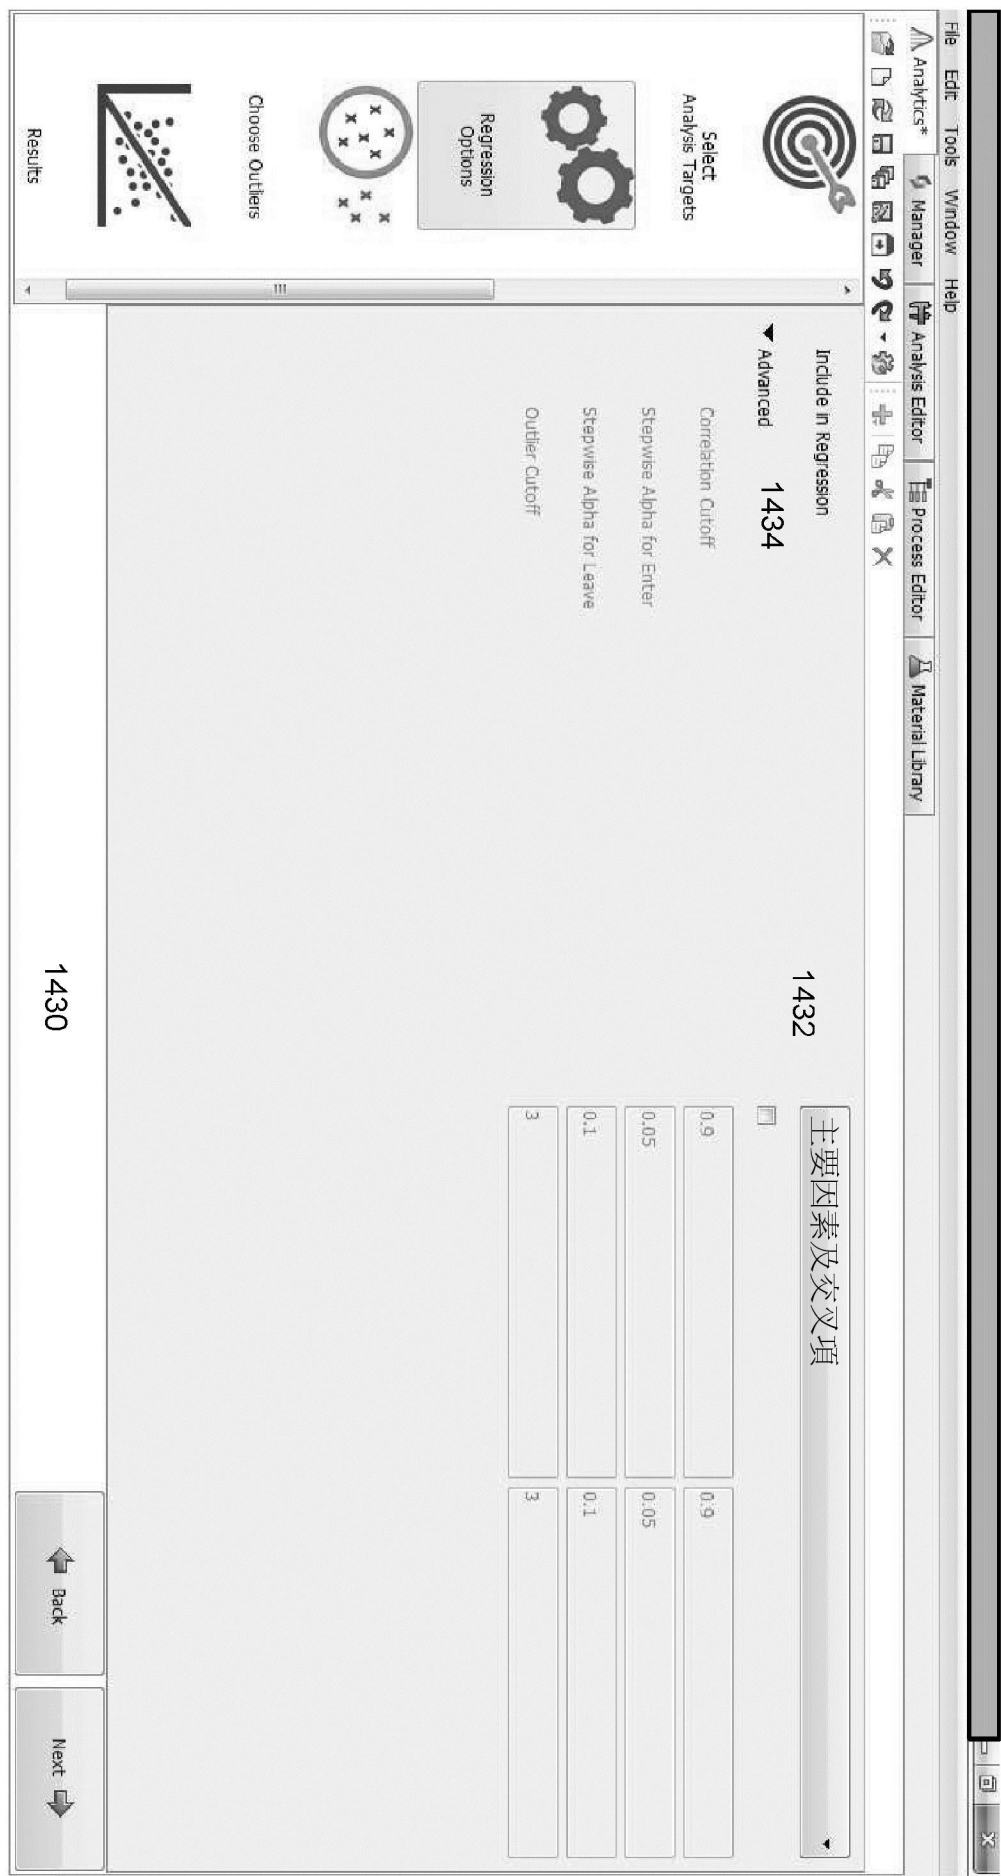 File Edit Tools Window Help
Analytics* Manager Analysis Editor Process Editor Material Library
Select
Analysis Targets
Regression
Options
Choose Outliers
Results
Include in Regression 1432 主要因素及交叉項
Advanced 1434
Correlation Cutoff 0.9 0.9
Stepwise Alpha for Enter 0.05 0.05
Stepwise Alpha for Leave 0.1 0.1
Outlier Cutoff 3 3
1430
Back Next